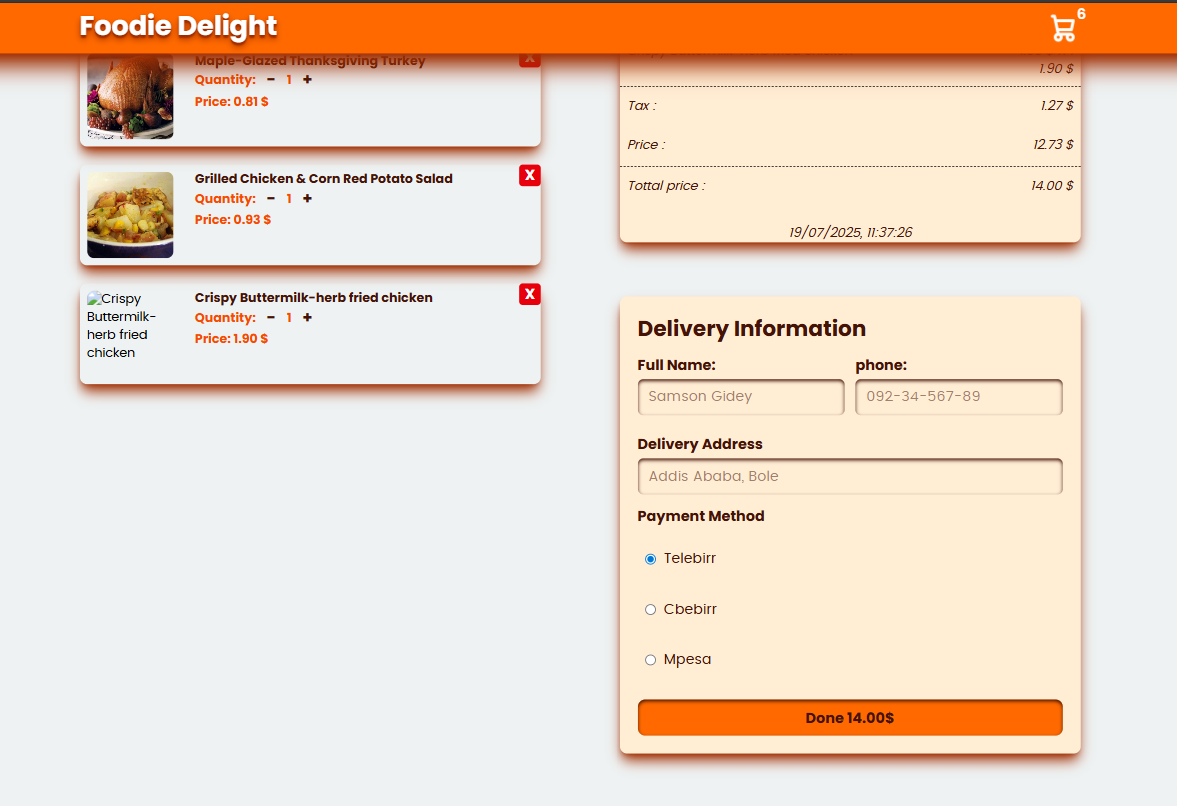 Foodie Delight
6
Maple-Glazed Thanksgiving Turkey
X
Quantity: - 1 +
Price: 0.81 $
Grilled Chicken & Corn Red Potato Salad
X
Quantity: - 1 +
Price: 0.93 $
Crispy Buttermilk-herb fried chicken
Crispy Buttermilk-herb fried chicken
X
Quantity: - 1 +
Price: 1.90 $
1.90 $
Tax : 1.27 $
Price : 12.73 $
Tottal price : 14.00 $
19/07/2025, 11:37:26
Delivery Information
Full Name: phone:
Samson Gidey 092-34-567-89
Delivery Address
Addis Ababa, Bole
Payment Method
Telebirr
Cbebirr
Mpesa
Done 14.00$